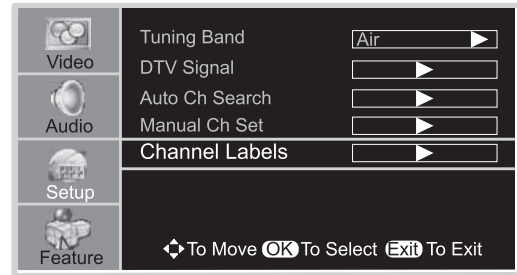 Video
Audio
Setup
Feature
Tuning Band Air
DTV Signal
Auto Ch Search
Manual Ch Set
Channel Labels
To Move OK To Select Exit To Exit